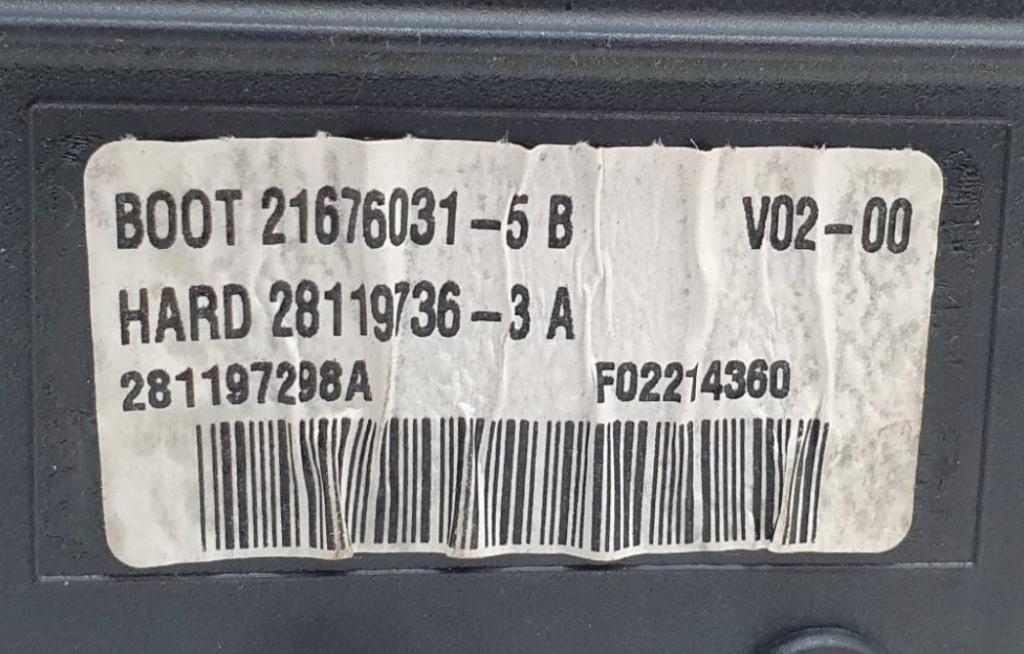 BOOT 21676031-5 B V02-00
HARD 28119736-3 A
281197298A F02214360